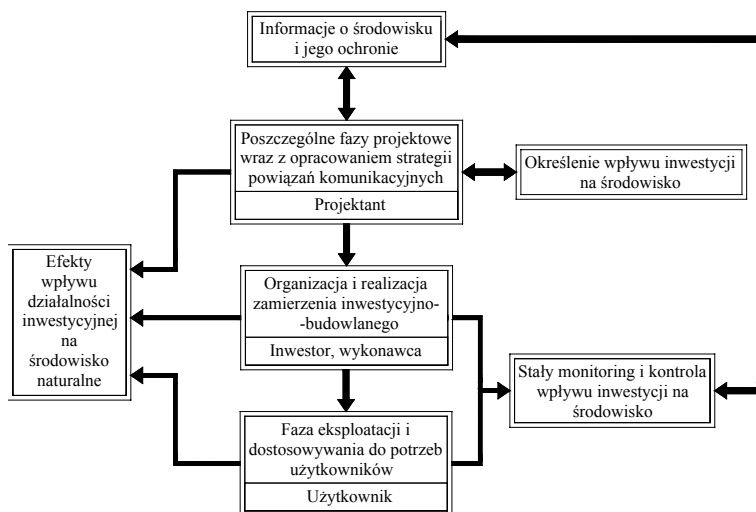 Informacje o środowisku
i jego ochronie
Poszczególne fazy projektowe
wraz z opracowaniem strategii
powiązań komunikacyjnych
Projektant
Określenie wpływu inwestycji
na środowisko
Efekty
wpływu
działalności
inwestycyjnej
na
środowisko
naturalne
Organizacja i realizacja
zamierzenia inwestycyjno-
-budowlanego
Inwestor, wykonawca
Stały monitoring i kontrola
wpływu inwestycji na
środowisko
Faza eksploatacji i
dostosowywania do potrzeb
użytkowników
Użytkownik